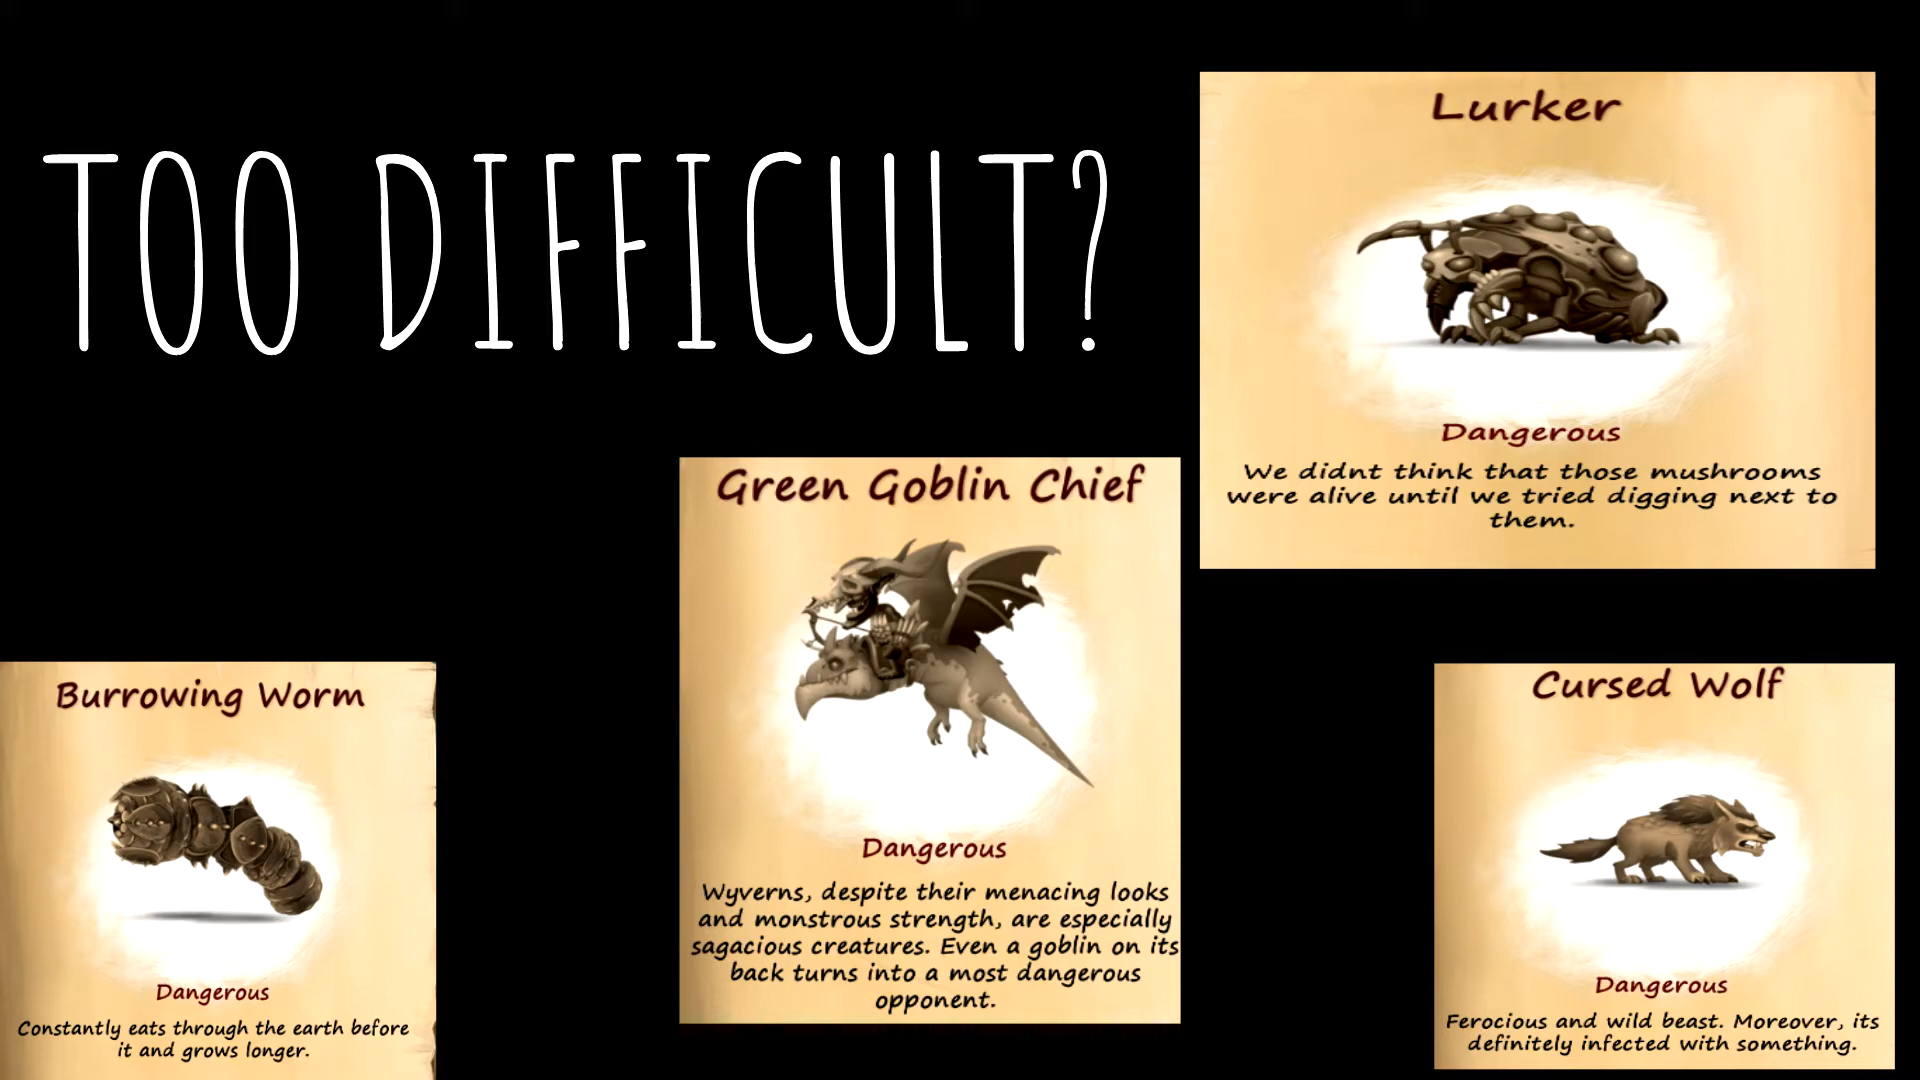 TOO DIFFICULT?
Lurker
Dangerous
We didnt think that those mushrooms
were alive until we tried digging next to
them.
Green Goblin Chief
Dangerous
Wyverns, despite their menacing looks
and monstrous strength, are especially
sagacious creatures. Even a goblin on its
back turns into a most dangerous
opponent.
Burrowing Worm
Dangerous
Constantly eats through the earth before
it and grows longer.
Cursed Wolf
Dangerous
Ferocious and wild beast. Moreover, its
definitely infected with something.